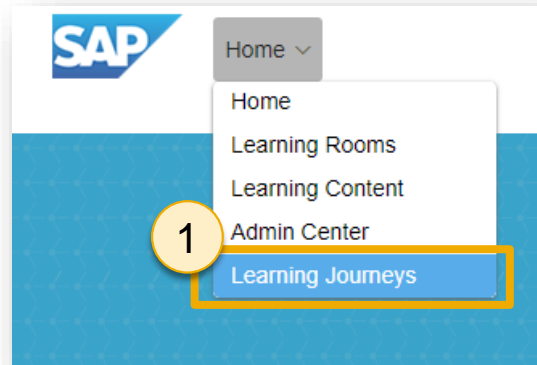 SAP
Home
Home
Learning Rooms
Learning Content
1
Admin Center
Learning Journeys